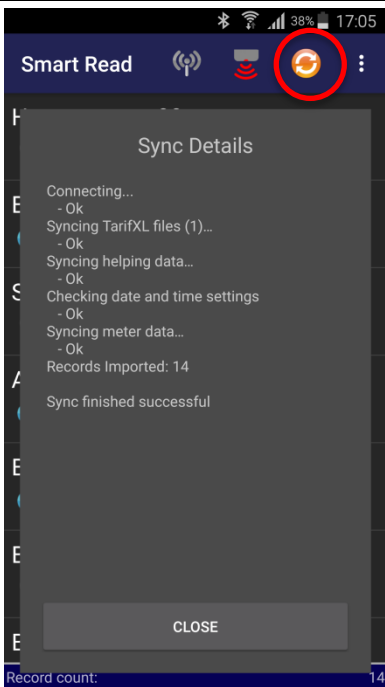 38% 17:05
Smart Read
H
Sync Details
Connecting...
- Ok
E
Syncing TarifXL files (1)...
- Ok
Syncing helping data...
- Ok
S
Checking date and time settings
- Ok
Syncing meter data...
- Ok
Records Imported: 14
A
Sync finished successful
E
E
CLOSE
E
Record count: 14